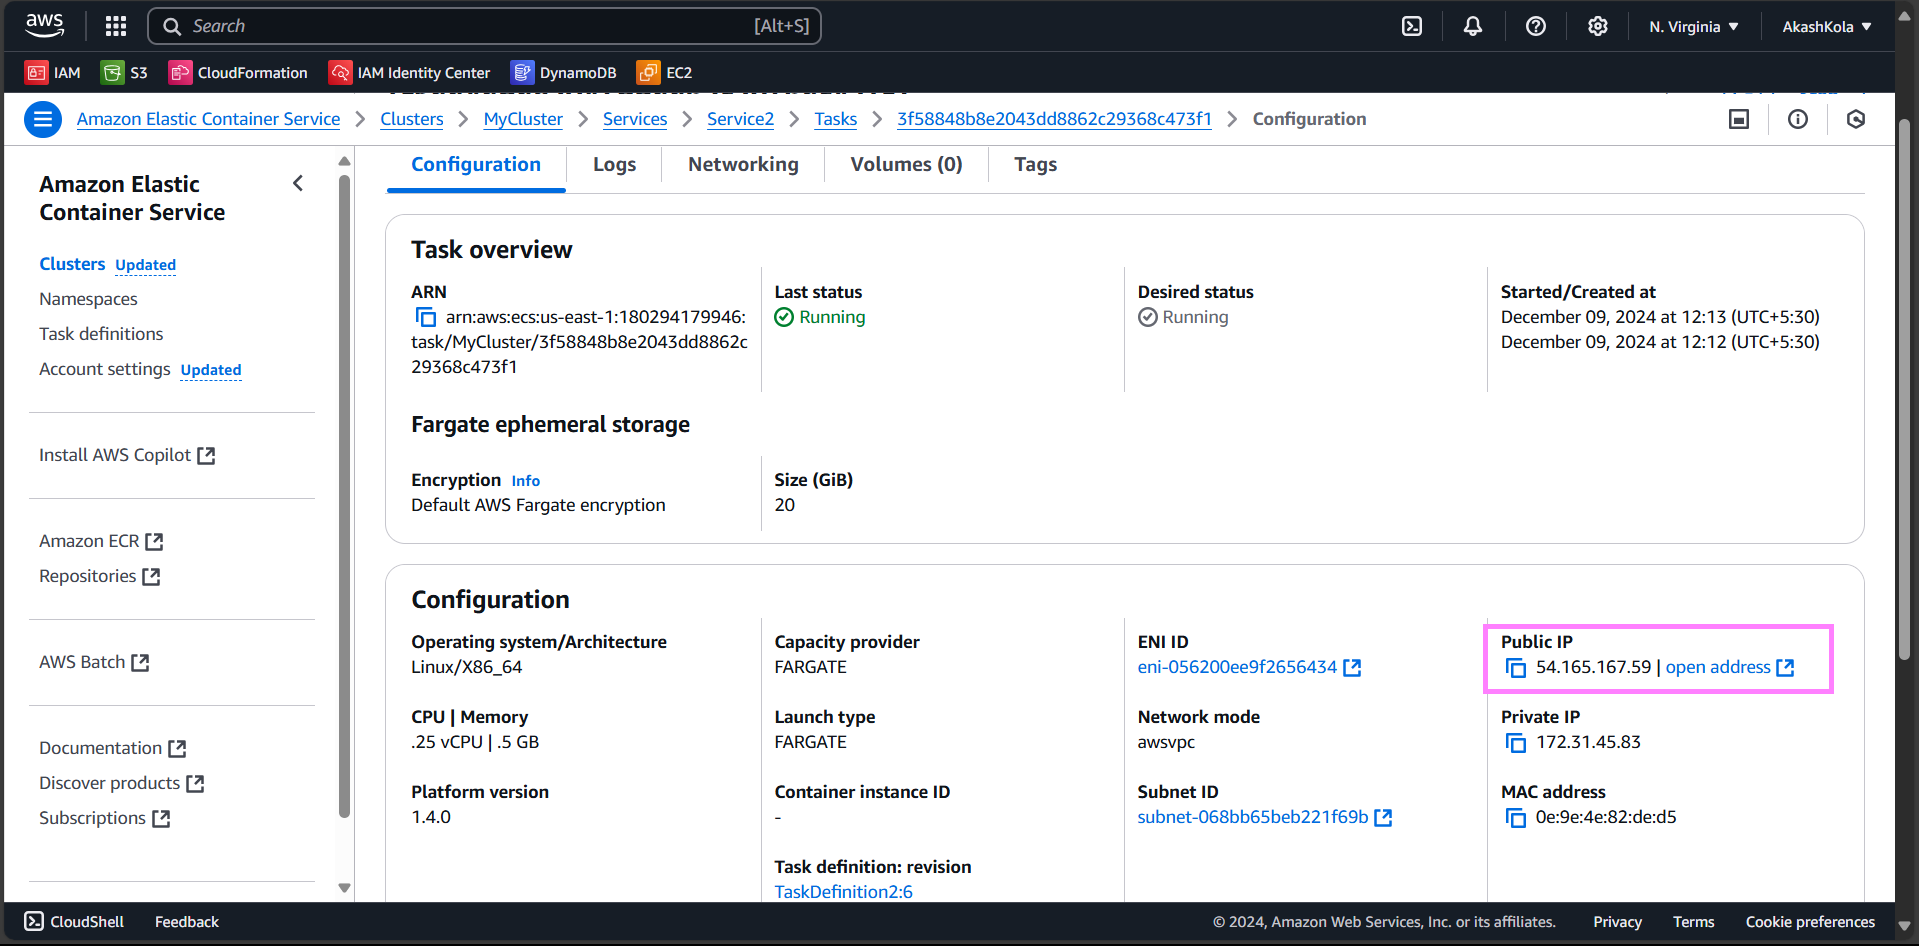 aws
Search [Alt+S]
N. Virginia
AkashKola
IAM
S3
CloudFormation
IAM Identity Center
DynamoDB
EC2
Amazon Elastic Container Service > Clusters > MyCluster > Services > Service2 > Tasks > 3f58848b8e2043dd8862c29368c473f1 > Configuration
Amazon Elastic
Container Service
Clusters Updated
Namespaces
Task definitions
Account settings Updated
Install AWS Copilot
Amazon ECR
Repositories
AWS Batch
Documentation
Discover products
Subscriptions
Configuration
Logs
Networking
Volumes (0)
Tags
Task overview
ARN
arn:aws:ecs:us-east-1:180294179946:
task/MyCluster/3f58848b8e2043dd8862c
29368c473f1
Last status
Running
Desired status
Running
Started/Created at
December 09, 2024 at 12:13 (UTC+5:30)
December 09, 2024 at 12:12 (UTC+5:30)
Fargate ephemeral storage
Encryption Info
Default AWS Fargate encryption
Size (GiB)
20
Configuration
Operating system/Architecture
Linux/X86_64
CPU | Memory
.25 vCPU | .5 GB
Platform version
1.4.0
Capacity provider
FARGATE
Launch type
FARGATE
Container instance ID
-
Task definition: revision
TaskDefinition2:6
ENI ID
eni-056200ee9f2656434
Network mode
awsvpc
Subnet ID
subnet-068bb65beb221f69b
Public IP
54.165.167.59 | open address
Private IP
172.31.45.83
MAC address
0e:9e:4e:82:de:d5
CloudShell
Feedback
© 2024, Amazon Web Services, Inc. or its affiliates.
Privacy
Terms
Cookie preferences